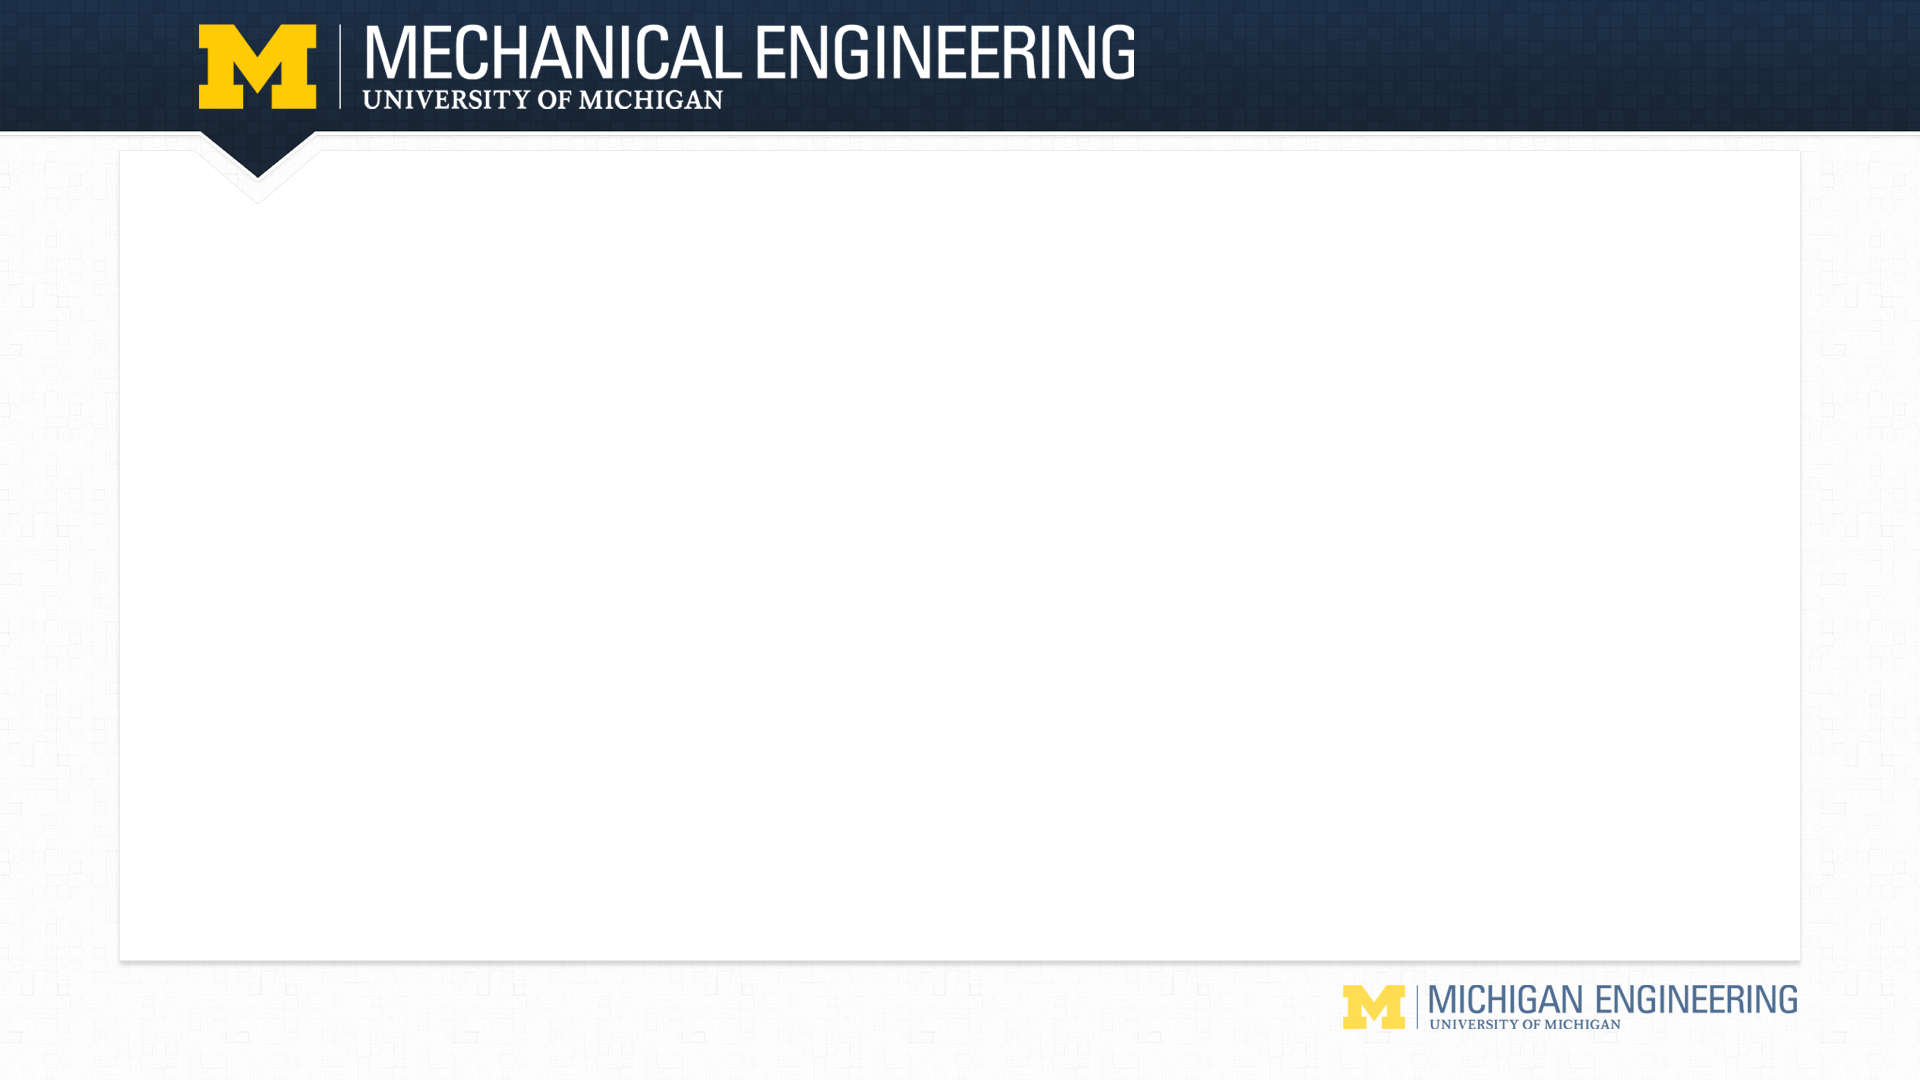 M MECHANICAL ENGINEERING
UNIVERSITY OF MICHIGAN
M MICHIGAN ENGINEERING
UNIVERSITY OF MICHIGAN